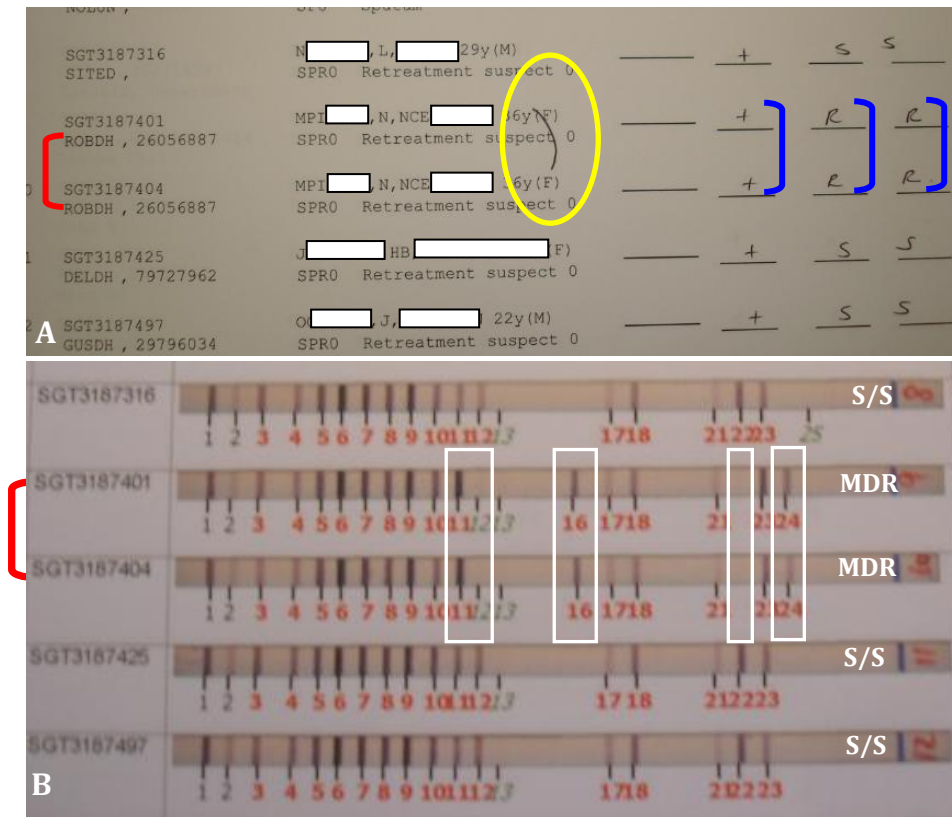 SGT3187316 N ,L, 29y(M) + S S
SITED , SPR0 Retreatment suspect 0
SGT3187401 MPI ,N,NCE 36y(F) + R R
ROBDH , 26056887 SPR0 Retreatment suspect 0
SGT3187404 MPI ,N,NCE 36y(F) + R R
ROBDH , 26056887 SPR0 Retreatment suspect 0
SGT3187425 J HB (F) + S S
DELDH , 79727962 SPR0 Retreatment suspect 0
SGT3187497 O ,J, 22y(M) + S S
GUSDH , 29796034 SPR0 Retreatment suspect 0
A
SGT3187316 S/S 8
1 2 3 4 5 6 7 8 9 10 11 12 13 17 18 21 22 23 25
SGT3187401 MDR 9
1 2 3 4 5 6 7 8 9 10 11 12 13 16 17 18 21 23 24
SGT3187404 MDR 10
1 2 3 4 5 6 7 8 9 10 11 12 13 16 17 18 21 23 24
SGT3187425 S/S 11
1 2 3 4 5 6 7 8 9 10 11 12 13 17 18 21 22 23
SGT3187497 S/S 12
1 2 3 4 5 6 7 8 9 10 11 12 13 17 18 21 22 23
B